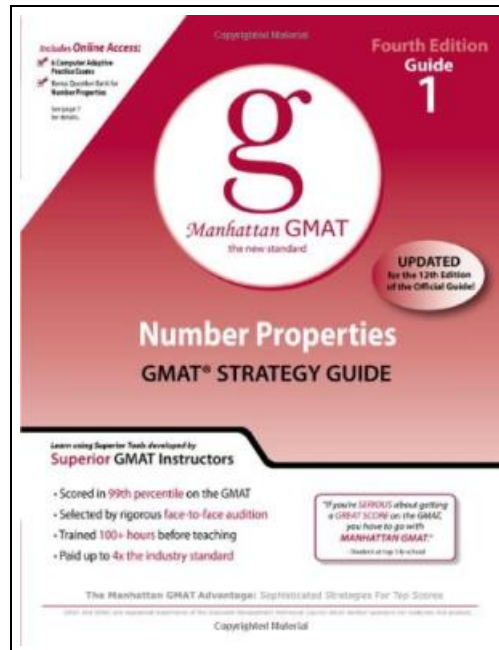 Copyrighted Material
Includes Online Access:
6 Computer Adaptive
Practice Exams
Bonus Question Bank for
Number Properties
See page 7
for details.
Fourth Edition
Guide
1
g
Manhattan GMAT
the new standard
UPDATED
for the 12th Edition
of the Official Guide!
Number Properties
GMAT® STRATEGY GUIDE
Learn using Superior Tools developed by
Superior GMAT Instructors
• Scored in 99th percentile on the GMAT
• Selected by rigorous face-to-face audition
• Trained 100+ hours before teaching
• Paid up to 4x the industry standard
"If you're SERIOUS about getting
a GREAT SCORE on the GMAT,
you have to go with
MANHATTAN GMAT."
- Student at top
The Manhattan GMAT Advantage: Sophisticated Strategies For Top Scores
Copyrighted Material